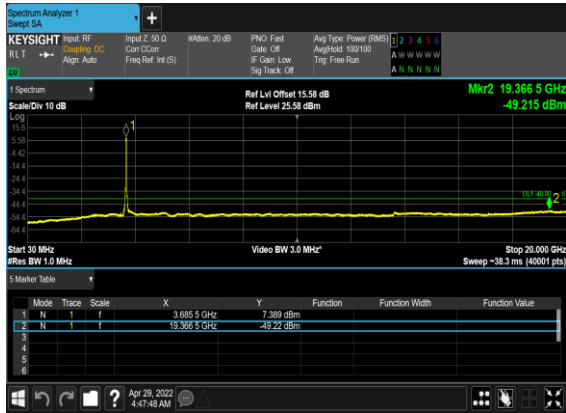 Spectrum Analyzer 1
Swept SA
KEYSIGHT Input: RF Input Z: 50 Ω #Atten: 20 dB PNO: Fast Avg Type: Power (RMS) 1 2 3 4 5 6
RLT Coupling: DC Corr CCorr Gate: Off Avg|Hold: 100/100 A W W W W W
Align: Auto Freq Ref: Int (S) IF Gain: Low Trig: Free Run
Sig Track: Off A N N N N N
1 Spectrum
Scale/Div 10 dB Ref Lvl Offset 15.58 dB Mkr2 19.366 5 GHz
Ref Level 25.58 dBm -49.215 dBm
Log
15.6
5.58
-4.42
-14.4
-24.4
-34.4
-44.4
-54.4
-64.4
1
2
Start 30 MHz Video BW 3.0 MHz* Stop 20.000 GHz
#Res BW 1.0 MHz Sweep ~38.3 ms (40001 pts)
5 Marker Table
Mode Trace Scale X Y Function Function Width Function Value
1 N 1 f 3.685 5 GHz 7.389 dBm
2 N 1 f 19.366 5 GHz -49.22 dBm
3
4
5
6
? Apr 29, 2022
4:47:48 AM